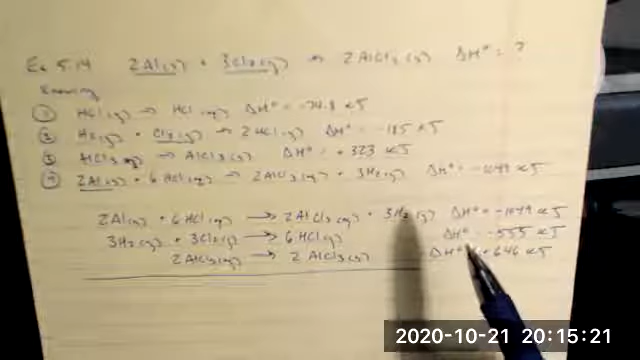 Ex 5.14 2Al(s) + 3Cl₂(g) → 2AlCl₃(s) ΔH° = ?
Knowing
① HCl(g) → HCl(aq) ΔH° = -74.8 kJ
② H₂(g) + Cl₂(g) → 2HCl(g) ΔH° = -185 kJ
③ AlCl₃(aq) → AlCl₃(s) ΔH° = +323 kJ
④ 2Al(s) + 6HCl(aq) → 2AlCl₃(aq) + 3H₂(g) ΔH° = -1049 kJ
2Al(s) + 6HCl(aq) → 2AlCl₃(aq) + 3H₂(g) ΔH° = -1049 kJ
3H₂(g) + 3Cl₂(g) → 6HCl(g) ΔH° = -555 kJ
2AlCl₃(aq) → 2AlCl₃(s) ΔH° = +646 kJ
2020-10-21 20:15:21